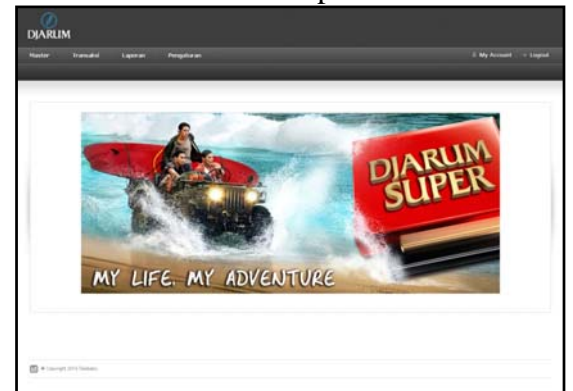 DJARUM
Master Transaksi Laporan Pengaturan My Account Logout
DJARUM
SUPER
MY LIFE, MY ADVENTURE